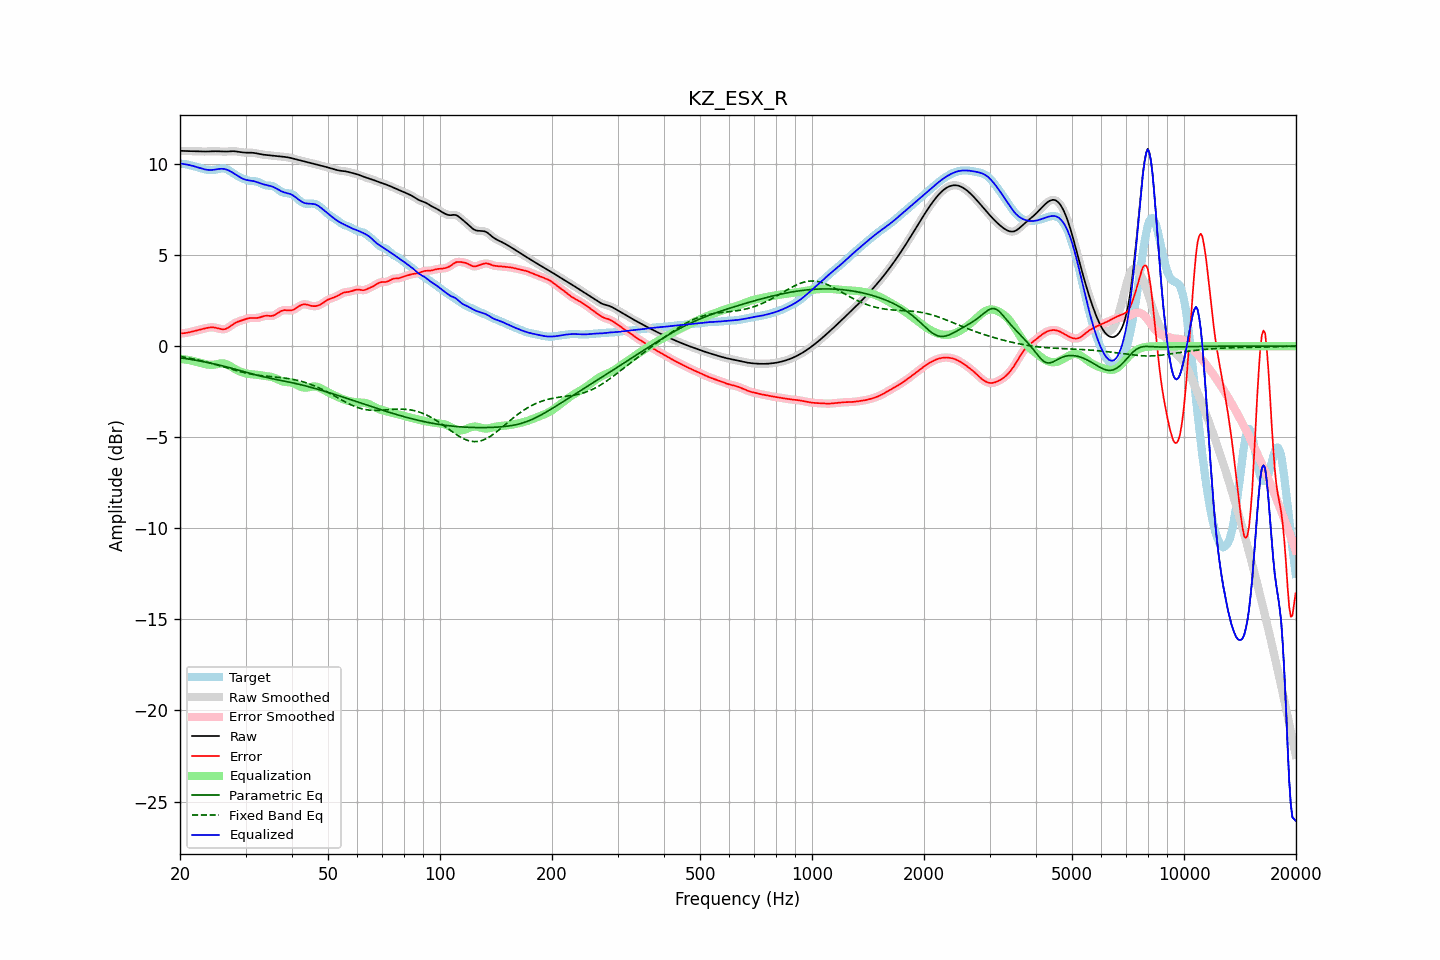 KZ_ESX_R
10
5
0
−5
−10
−15
−20
−25
Amplitude (dBr)
Target
Raw Smoothed
Error Smoothed
Raw
Error
Equalization
Parametric Eq
Fixed Band Eq
Equalized
20 50 100 200 500 1000 2000 5000 10000 20000
Frequency (Hz)